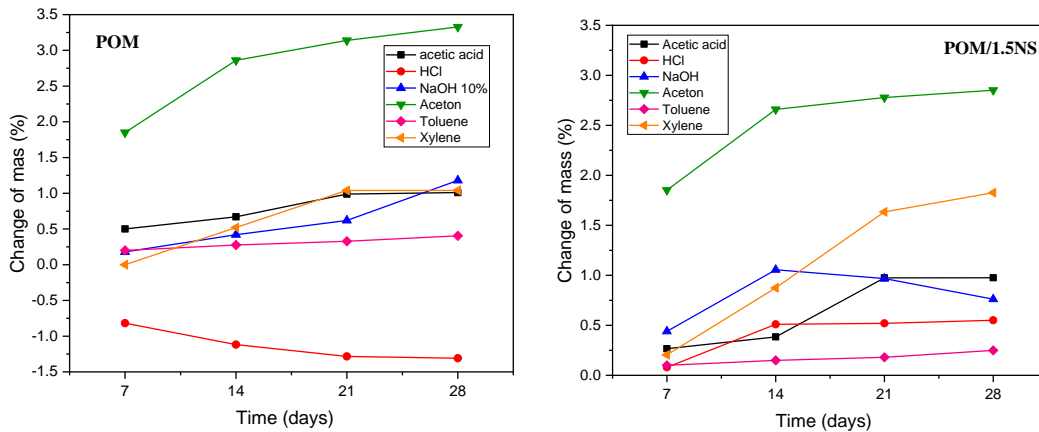 POM
acetic acid
HCl
NaOH 10%
Aceton
Toluene
Xylene
3.5
3.0
2.5
2.0
1.5
1.0
0.5
0.0
-0.5
-1.0
-1.5
Change of mass (%)
7 14 21 28
Time (days)
POM/1.5NS
Acetic acid
HCl
NaOH
Aceton
Toluene
Xylene
3.5
3.0
2.5
2.0
1.5
1.0
0.5
0.0
Change of mass (%)
7 14 21 28
Time (days)